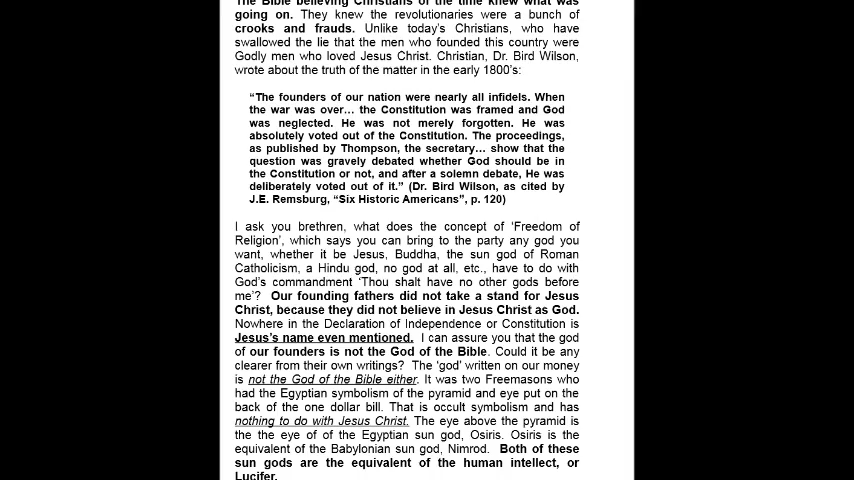 The Bible believing Christians of the time knew what was
going on. They knew the revolutionaries were a bunch of
crooks and frauds. Unlike today's Christians, who have
swallowed the lie that the men who founded this country were
Godly men who loved Jesus Christ. Christian, Dr. Bird Wilson,
wrote about the truth of the matter in the early 1800's:
"The founders of our nation were nearly all infidels. When
the war was over… the Constitution was framed and God
was neglected. He was not merely forgotten. He was
absolutely voted out of the Constitution. The proceedings,
as published by Thompson, the secretary… show that the
question was gravely debated whether God should be in
the Constitution or not, and after a solemn debate, He was
deliberately voted out of it." (Dr. Bird Wilson, as cited by
J.E. Remsburg, "Six Historic Americans", p. 120)
I ask you brethren, what does the concept of 'Freedom of
Religion', which says you can bring to the party any god you
want, whether it be Jesus, Buddha, the sun god of Roman
Catholicism, a Hindu god, no god at all, etc., have to do with
God's commandment 'Thou shalt have no other gods before
me'? Our founding fathers did not take a stand for Jesus
Christ, because they did not believe in Jesus Christ as God.
Nowhere in the Declaration of Independence or Constitution is
Jesus's name even mentioned. I can assure you that the god
of our founders is not the God of the Bible. Could it be any
clearer from their own writings? The 'god' written on our money
is not the God of the Bible either. It was two Freemasons who
had the Egyptian symbolism of the pyramid and eye put on the
back of the one dollar bill. That is occult symbolism and has
nothing to do with Jesus Christ. The eye above the pyramid is
the the eye of of the Egyptian sun god, Osiris. Osiris is the
equivalent of the Babylonian sun god, Nimrod. Both of these
sun gods are the equivalent of the human intellect, or
Lucifer.